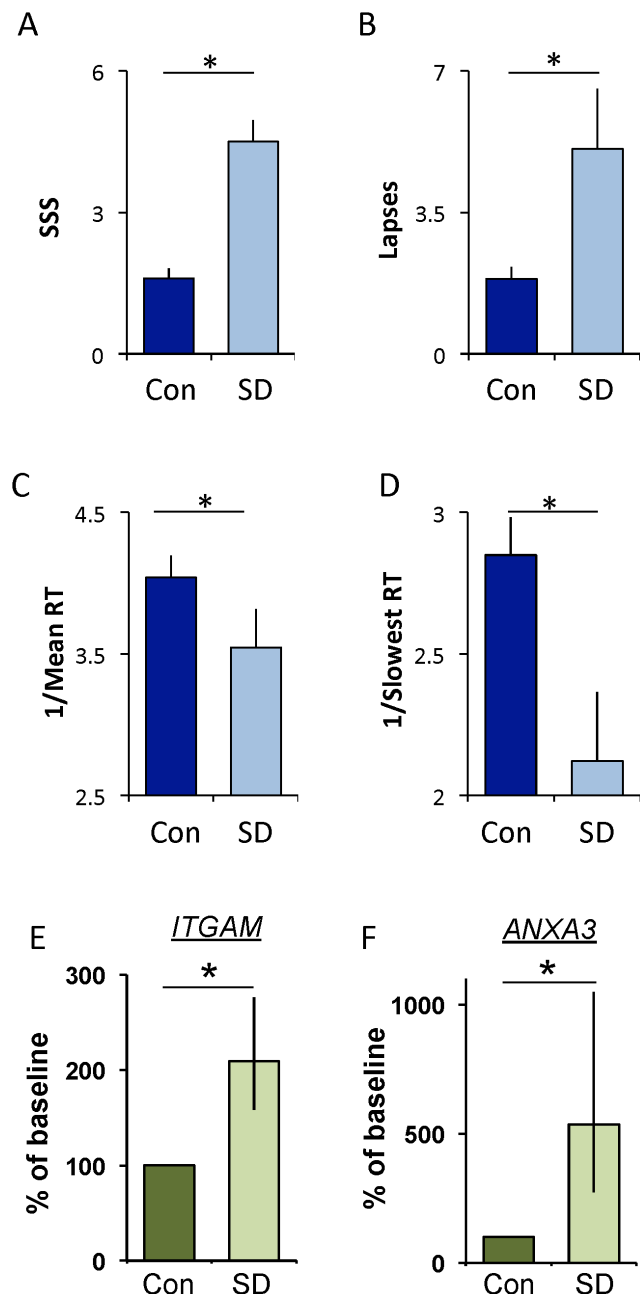 A
*
6
3
0
SSS
Con SD
B
*
7
3.5
0
Lapses
Con SD
C
*
4.5
3.5
2.5
1/Mean RT
Con SD
D
*
3
2.5
2
1/Slowest RT
Con SD
E
ITGAM
*
300
200
100
0
% of baseline
Con SD
F
ANXA3
*
1000
500
0
% of baseline
Con SD